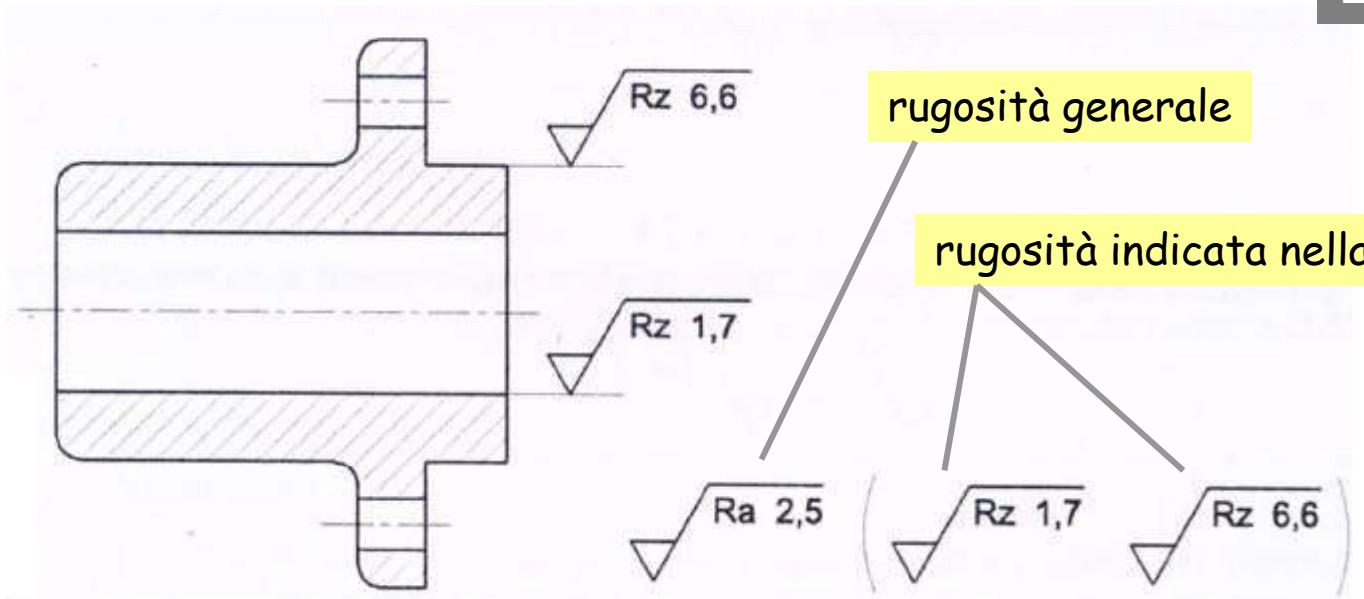 Rz 6,6
rugosità generale
rugosità indicata nella
Rz 1,7
Ra 2,5 ( Rz 1,7 Rz 6,6 )